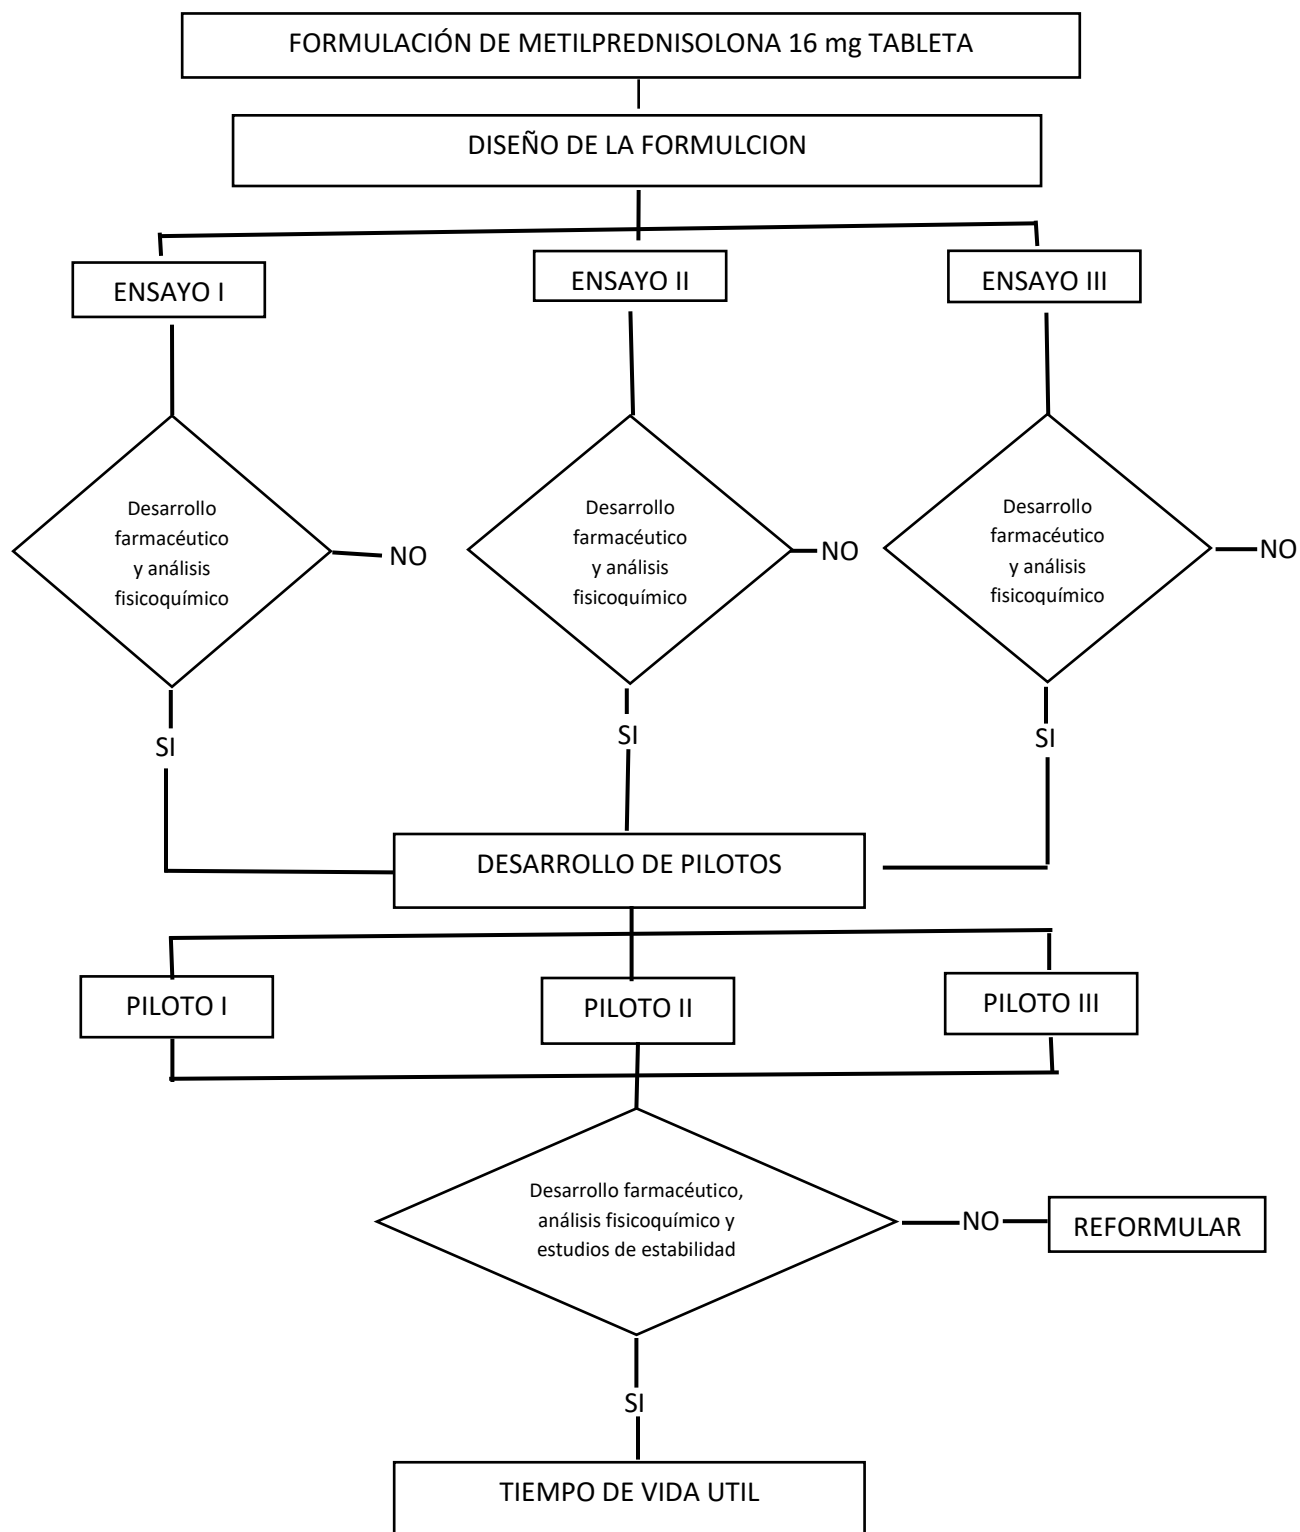 FORMULACIÓN DE METILPREDNISOLONA 16 mg TABLETA
DISEÑO DE LA FORMULCION
ENSAYO I
ENSAYO II
ENSAYO III
Desarrollo
farmacéutico
y análisis
fisicoquímico
NO
Desarrollo
farmacéutico
y análisis
fisicoquímico
NO
Desarrollo
farmacéutico
y análisis
fisicoquímico
NO
SI
SI
SI
DESARROLLO DE PILOTOS
PILOTO I
PILOTO II
PILOTO III
Desarrollo farmacéutico,
análisis fisicoquímico y
estudios de estabilidad
NO
REFORMULAR
SI
TIEMPO DE VIDA UTIL